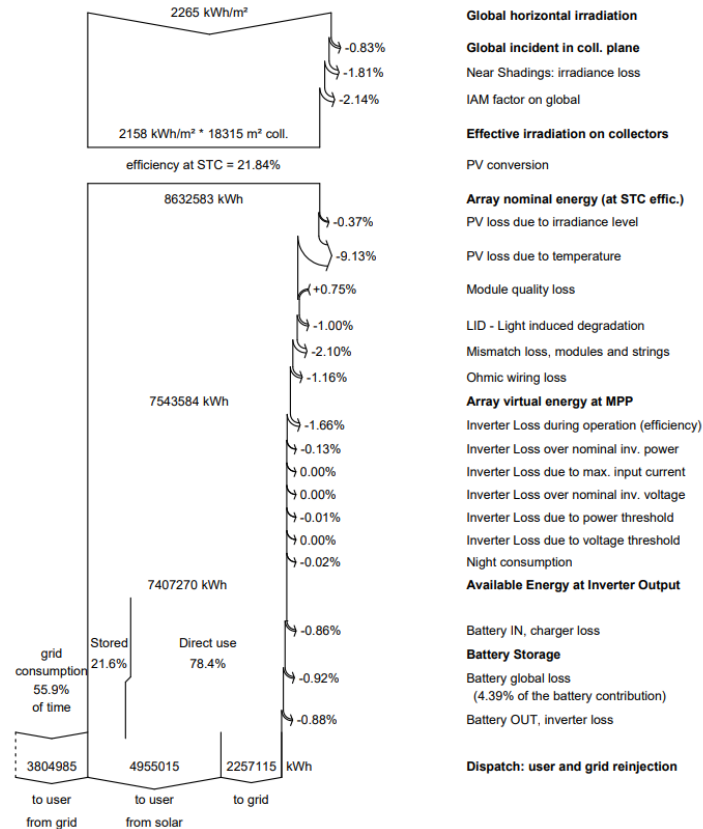 2265 kWh/m² Global horizontal irradiation
-0.83% Global incident in coll. plane
-1.81% Near Shadings: irradiance loss
-2.14% IAM factor on global
2158 kWh/m² * 18315 m² coll. Effective irradiation on collectors
efficiency at STC = 21.84% PV conversion
8632583 kWh Array nominal energy (at STC effic.)
-0.37% PV loss due to irradiance level
-9.13% PV loss due to temperature
+0.75% Module quality loss
-1.00% LID - Light induced degradation
-2.10% Mismatch loss, modules and strings
-1.16% Ohmic wiring loss
7543584 kWh Array virtual energy at MPP
-1.66% Inverter Loss during operation (efficiency)
-0.13% Inverter Loss over nominal inv. power
0.00% Inverter Loss due to max. input current
0.00% Inverter Loss over nominal inv. voltage
-0.01% Inverter Loss due to power threshold
0.00% Inverter Loss due to voltage threshold
-0.02% Night consumption
7407270 kWh Available Energy at Inverter Output
-0.86% Battery IN, charger loss
Stored Direct use Battery Storage
grid
21.6% 78.4%
consumption -0.92% Battery global loss
55.9% (4.39% of the battery contribution)
of time
-0.88% Battery OUT, inverter loss
3804985 4955015 2257115 kWh Dispatch: user and grid reinjection
to user to user to grid
from grid from solar